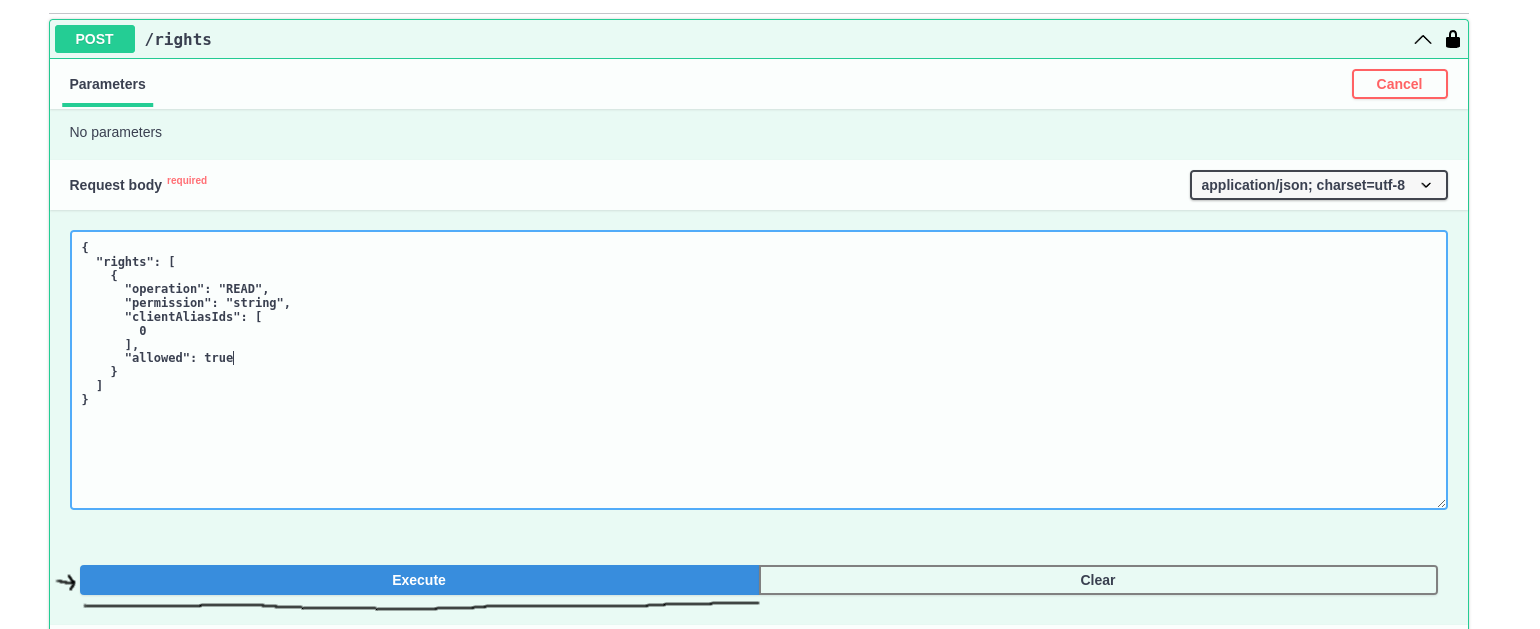 POST /rights
Parameters Cancel
No parameters
Request body required application/json; charset=utf-8
{
  "rights": [
    {
      "operation": "READ",
      "permission": "string",
      "clientAliasIds": [
        0
      ],
      "allowed": true
    }
  ]
}
Execute Clear